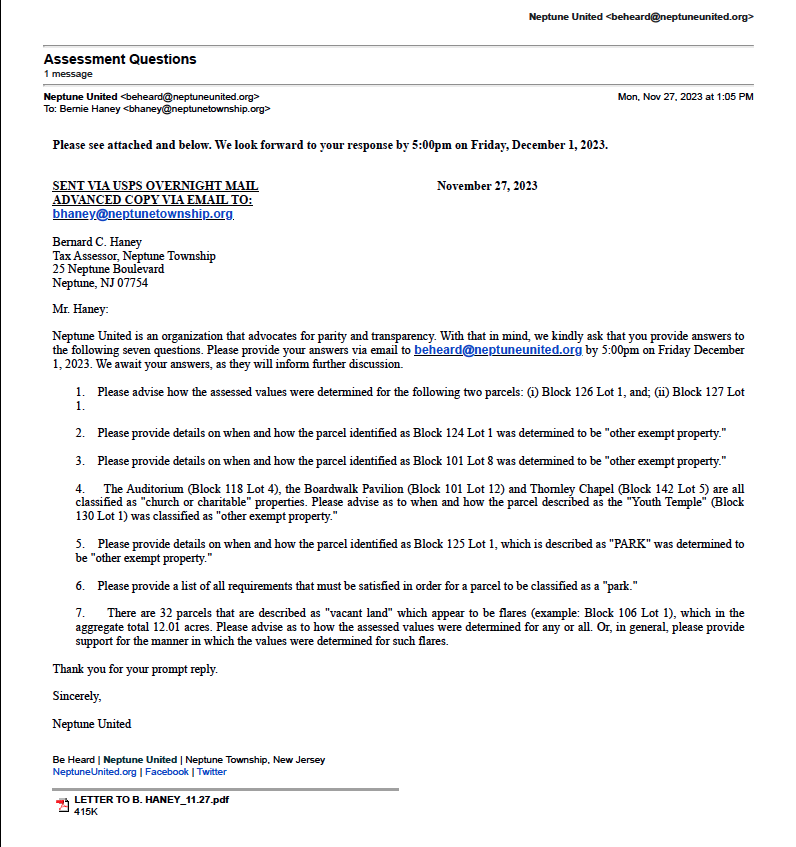 Neptune United <beheard@neptuneunited.org>
Assessment Questions
1 message
Neptune United <beheard@neptuneunited.org>
Mon, Nov 27, 2023 at 1:05 PM
To: Bernie Haney <bhaney@neptunetownship.org>
Please see attached and below. We look forward to your response by 5:00pm on Friday, December 1, 2023.
SENT VIA USPS OVERNIGHT MAIL
November 27, 2023
ADVANCED COPY VIA EMAIL TO:
bhaney@neptunetownship.org
Bernard C. Haney
Tax Assessor, Neptune Township
25 Neptune Boulevard
Neptune, NJ 07754
Mr. Haney:
Neptune United is an organization that advocates for parity and transparency. With that in mind, we kindly ask that you provide answers to
the following seven questions. Please provide your answers via email to beheard@neptuneunited.org by 5:00pm on Friday December
1, 2023. We await your answers, as they will inform further discussion.
1. Please advise how the assessed values were determined for the following two parcels: (i) Block 126 Lot 1, and; (ii) Block 127 Lot
1.
2. Please provide details on when and how the parcel identified as Block 124 Lot 1 was determined to be "other exempt property."
3. Please provide details on when and how the parcel identified as Block 101 Lot 8 was determined to be "other exempt property."
4. The Auditorium (Block 118 Lot 4), the Boardwalk Pavilion (Block 101 Lot 12) and Thornley Chapel (Block 142 Lot 5) are all
classified as "church or charitable" properties. Please advise as to when and how the parcel described as the "Youth Temple" (Block
130 Lot 1) was classified as "other exempt property."
5. Please provide details on when and how the parcel identified as Block 125 Lot 1, which is described as "PARK" was determined to
be "other exempt property."
6. Please provide a list of all requirements that must be satisfied in order for a parcel to be classified as a "park."
7. There are 32 parcels that are described as "vacant land" which appear to be flares (example: Block 106 Lot 1), which in the
aggregate total 12.01 acres. Please advise as to how the assessed values were determined for any or all. Or, in general, please provide
support for the manner in which the values were determined for such flares.
Thank you for your prompt reply.
Sincerely,
Neptune United
Be Heard | Neptune United | Neptune Township, New Jersey
NeptuneUnited.org | Facebook | Twitter
LETTER TO B. HANEY_11.27.pdf
415K